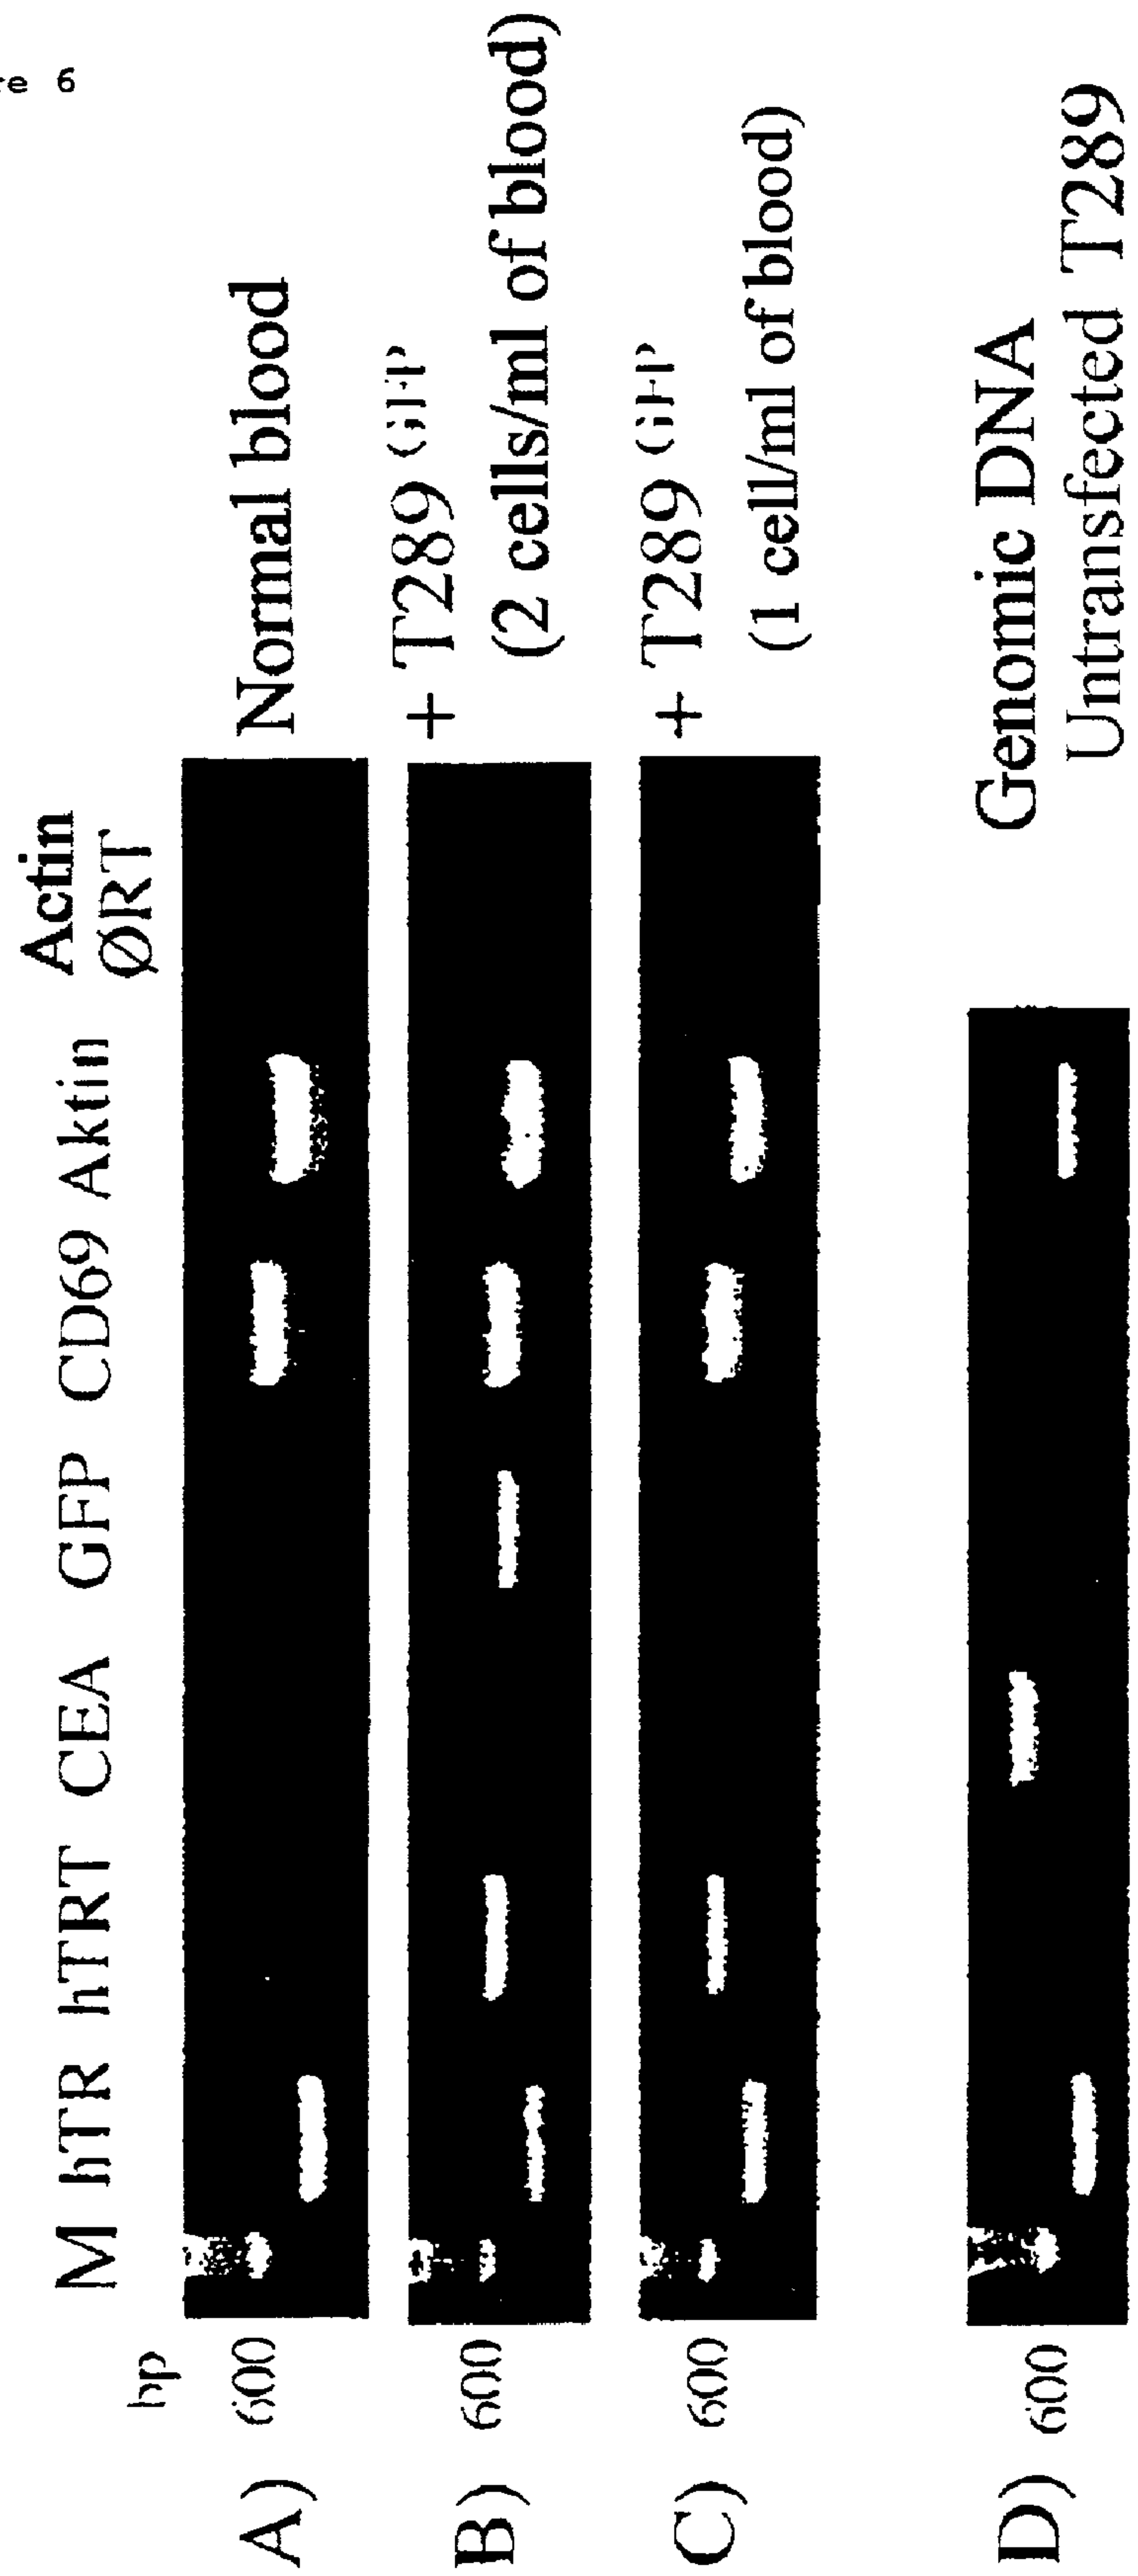 re 6
Actin
M hTR hTRT CEA GFP CD69 Aktin ØRT
bp
A) 600 Normal blood
B) 600 + T289 GFP
(2 cells/ml of blood)
C) 600 + T289 GFP
(1 cell/ml of blood)
D) 600 Genomic DNA
Untransfected T289